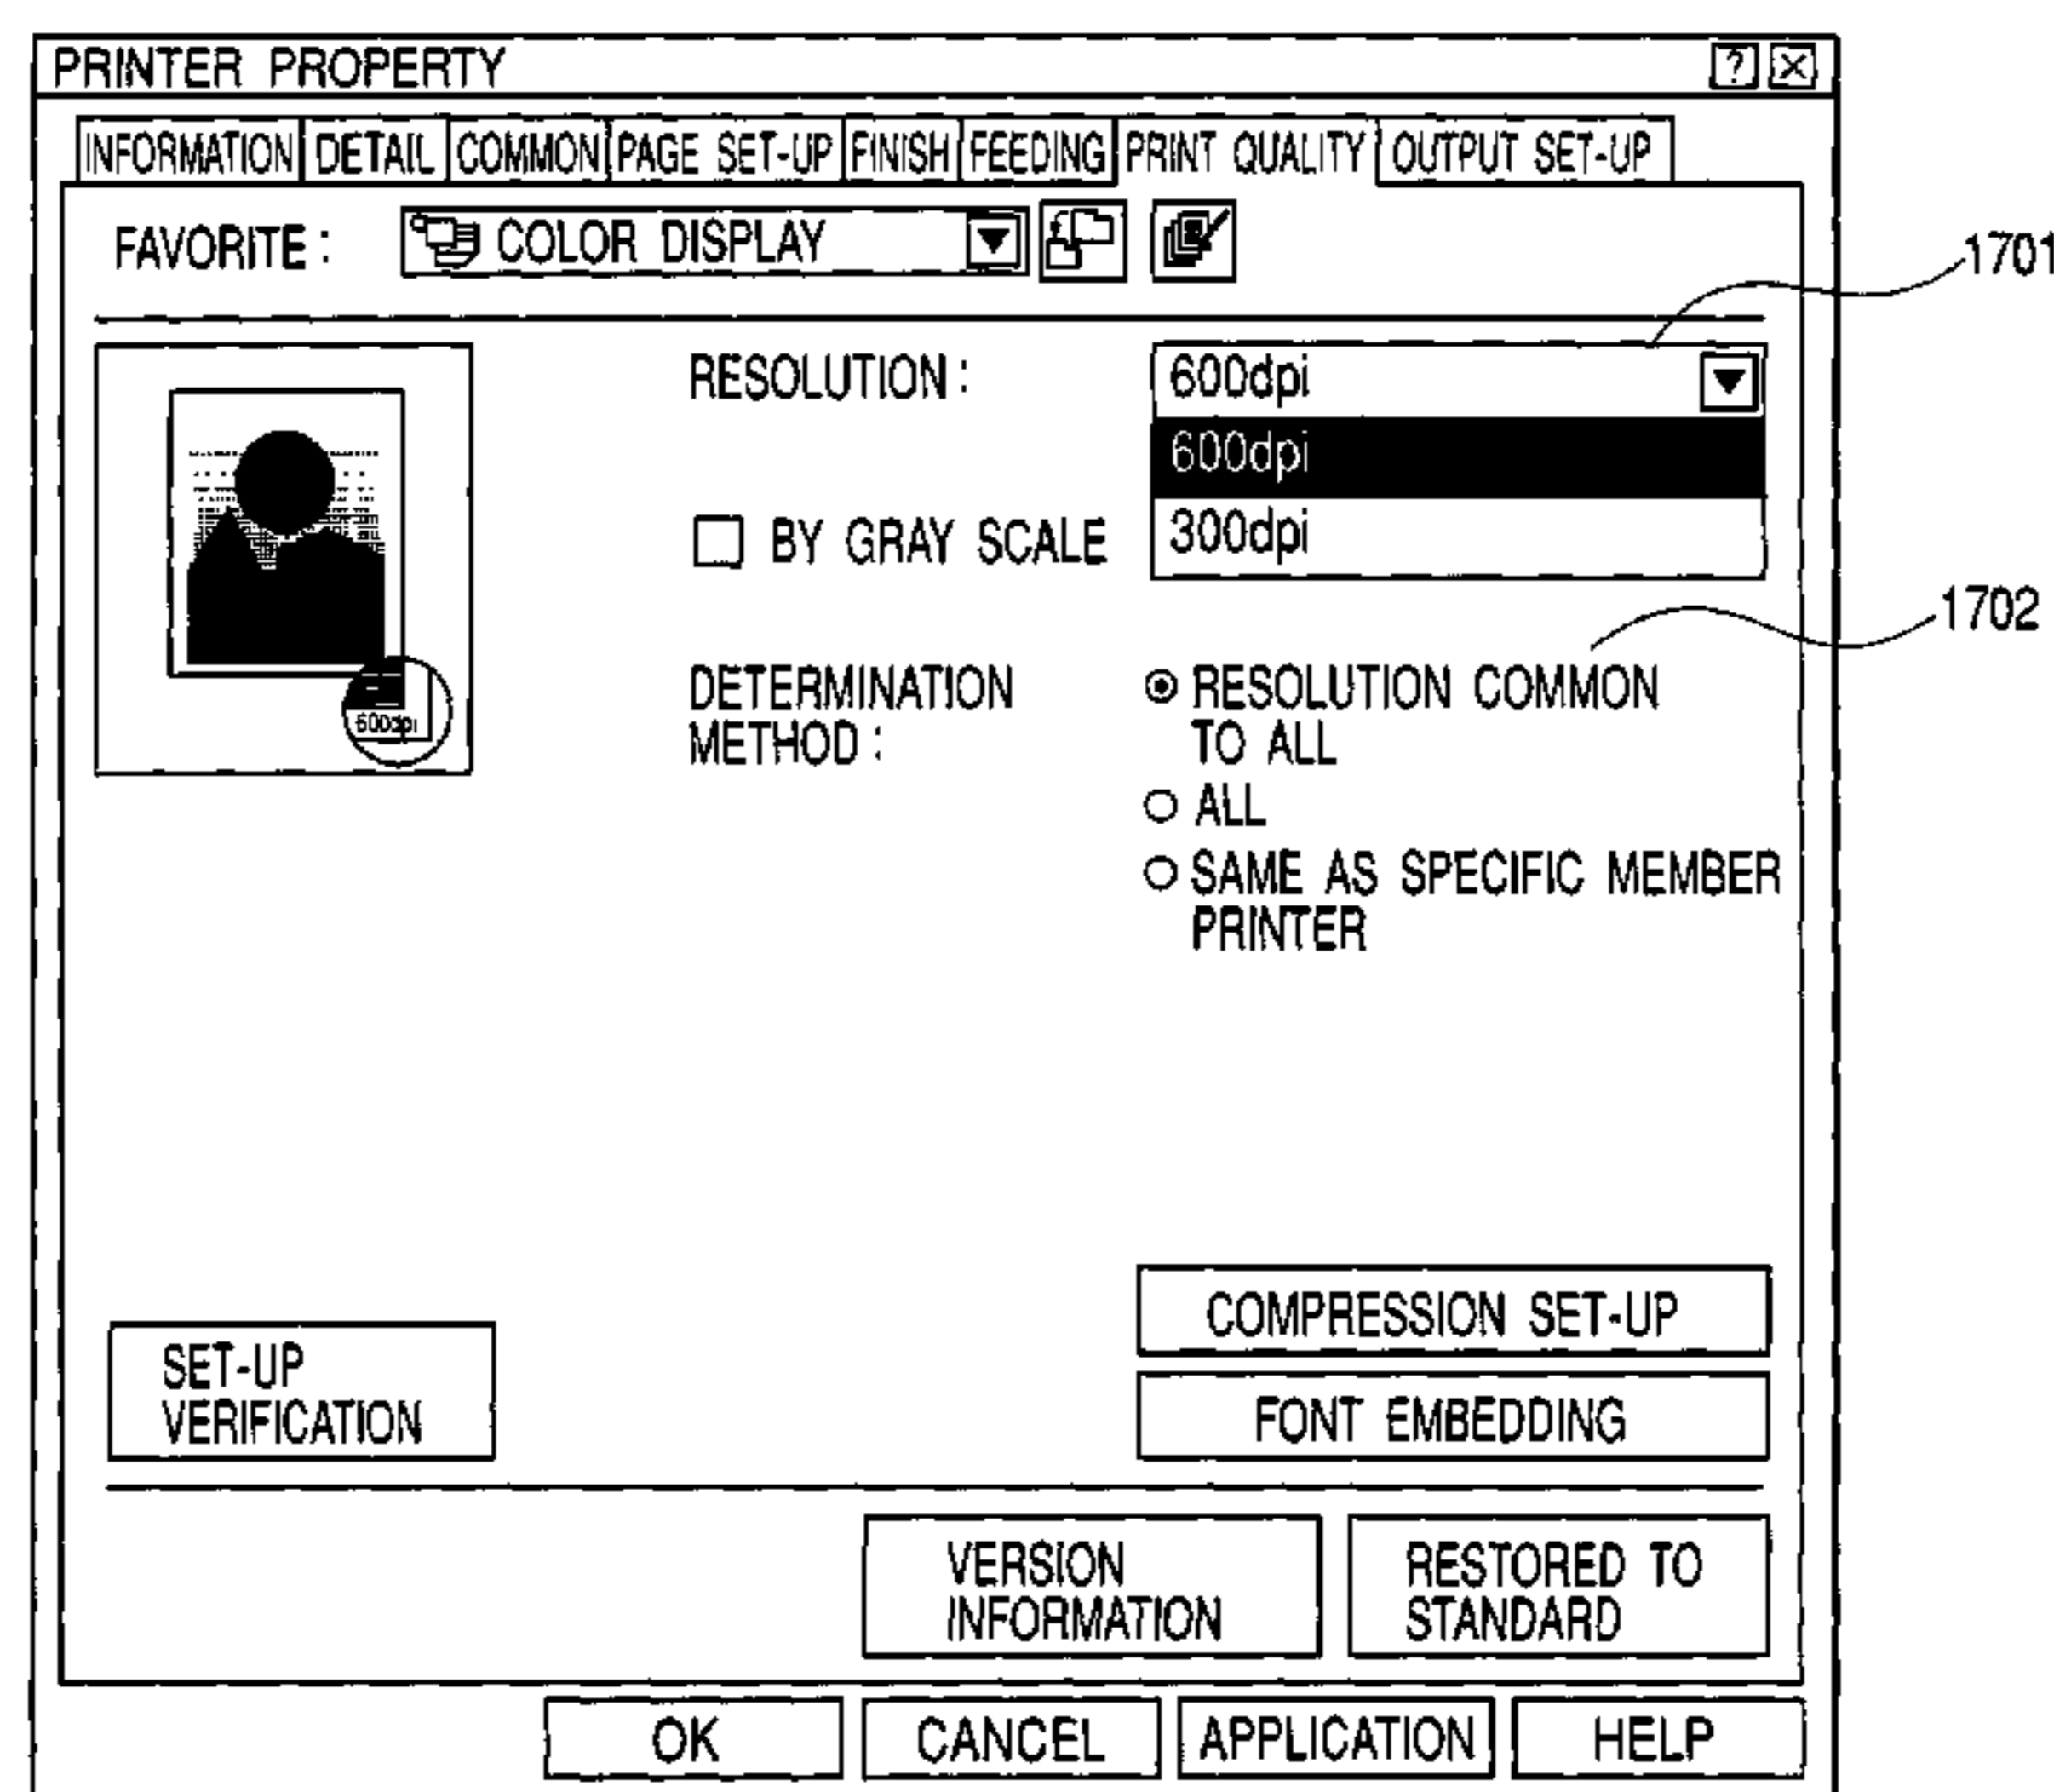 PRINTER PROPERTY
INFORMATION DETAIL COMMON PAGE SET-UP FINISH FEEDING PRINT QUALITY OUTPUT SET-UP
FAVORITE : COLOR DISPLAY
1701
RESOLUTION : 600dpi
600dpi
BY GRAY SCALE 300dpi
1702
600dpi
DETERMINATION
METHOD :
RESOLUTION COMMON
TO ALL
ALL
SAME AS SPECIFIC MEMBER
PRINTER
COMPRESSION SET-UP
SET-UP
VERIFICATION
FONT EMBEDDING
VERSION
INFORMATION
RESTORED TO
STANDARD
OK CANCEL APPLICATION HELP